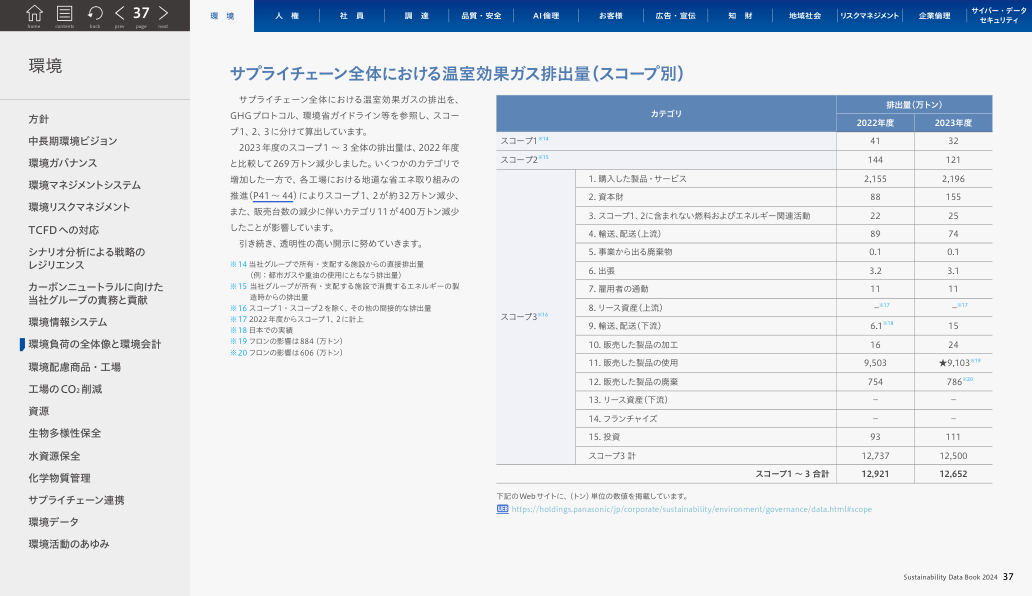 home contents back prev 37 page next
環 境 人 権 社 員 調 達 品質・安全 AI倫理 お客様 広告・宣伝 知 財 地域社会 リスクマネジメント 企業倫理 サイバー・データ
セキュリティ
環境
方針
中長期環境ビジョン
環境ガバナンス
環境マネジメントシステム
環境リスクマネジメント
TCFDへの対応
シナリオ分析による戦略の
レジリエンス
カーボンニュートラルに向けた
当社グループの責務と貢献
環境情報システム
環境負荷の全体像と環境会計
環境配慮商品・工場
工場のCO₂削減
資源
生物多様性保全
水資源保全
化学物質管理
サプライチェーン連携
環境データ
環境活動のあゆみ
サプライチェーン全体における温室効果ガス排出量（スコープ別）
サプライチェーン全体における温室効果ガスの排出を、
GHGプロトコル、環境省ガイドライン等を参照し、スコー
プ1、2、3に分けて算出しています。
2023年度のスコープ1～3全体の排出量は、2022年度
と比較して269万トン減少しました。いくつかのカテゴリで
増加した一方で、各工場における地道な省エネ取り組みの
推進（P41～44）によりスコープ1、2が約32万トン減少、
また、販売台数の減少に伴いカテゴリ11が400万トン減少
したことが影響しています。
引き続き、透明性の高い開示に努めていきます。
※14 当社グループで所有・支配する施設からの直接排出量
（例：都市ガスや重油の使用にともなう排出量）
※15 当社グループが所有・支配する施設で消費するエネルギーの製
造時からの排出量
※16 スコープ1・スコープ2を除く、その他の間接的な排出量
※17 2022年度からスコープ1、2に計上
※18 日本での実績
※19 フロンの影響は884（万トン）
※20 フロンの影響は606（万トン）
カテゴリ 排出量（万トン）
2022年度 2023年度
スコープ1※14 41 32
スコープ2※15 144 121
スコープ3※16
1. 購入した製品・サービス 2,155 2,196
2. 資本財 88 155
3. スコープ1、2に含まれない燃料およびエネルギー関連活動 22 25
4. 輸送、配送（上流） 89 74
5. 事業から出る廃棄物 0.1 0.1
6. 出張 3.2 3.1
7. 雇用者の通勤 11 11
8. リース資産（上流） －※17 －※17
9. 輸送、配送（下流） 6.1※18 15
10. 販売した製品の加工 16 24
11. 販売した製品の使用 9,503 ★9,103※19
12. 販売した製品の廃棄 754 786※20
13. リース資産（下流） － －
14. フランチャイズ － －
15. 投資 93 111
スコープ3 計 12,737 12,500
スコープ1～3 合計 12,921 12,652
下記のWebサイトに、（トン）単位の数値を掲載しています。
WEB https://holdings.panasonic/jp/corporate/sustainability/environment/governance/data.html#scope
Sustainability Data Book 2024 37